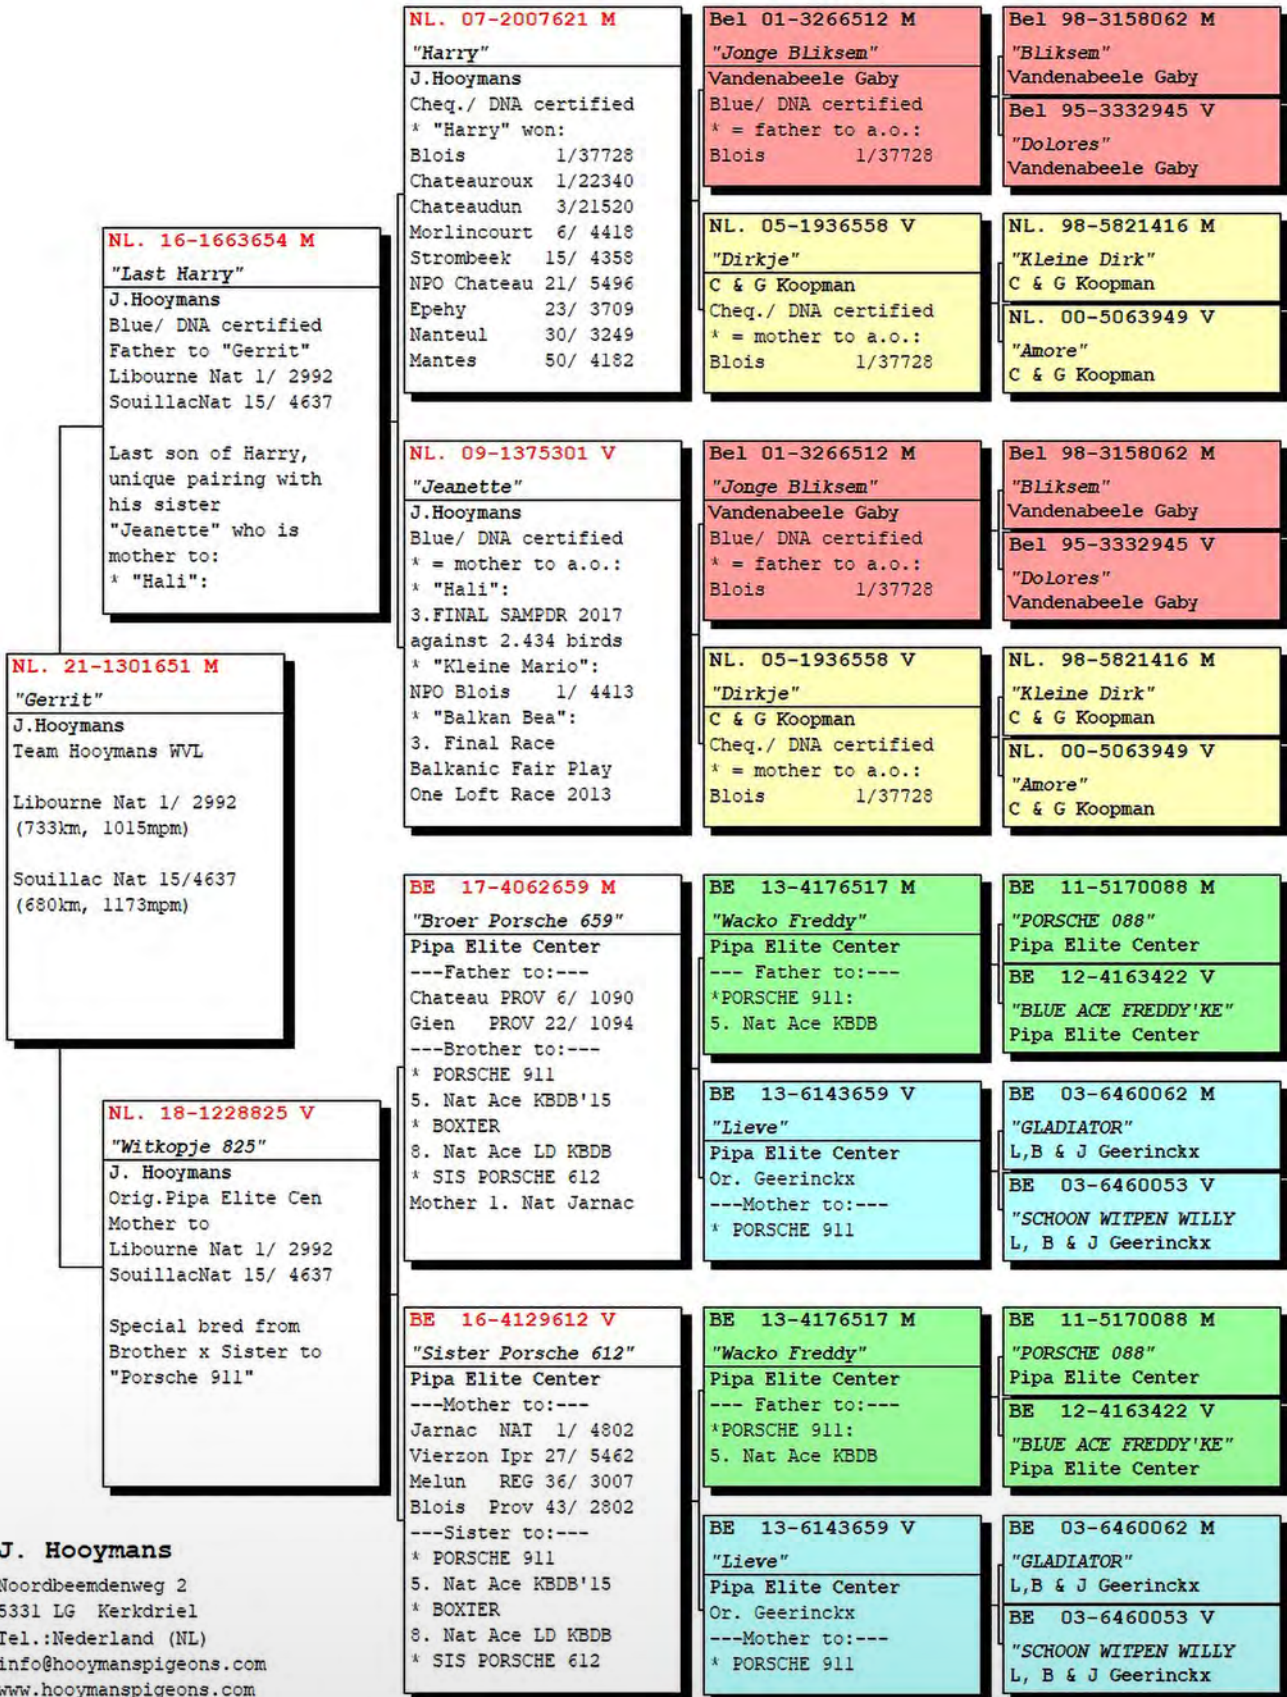 NL. 21-1301651 M
"Gerrit"
J.Hooymans
Team Hooymans WVL
Libourne Nat 1/ 2992
(733km, 1015mpm)
Souillac Nat 15/4637
(680km, 1173mpm)
NL. 16-1663654 M
"Last Harry"
J.Hooymans
Blue/ DNA certified
Father to "Gerrit"
Libourne Nat 1/ 2992
SouillacNat 15/ 4637
Last son of Harry,
unique pairing with
his sister
"Jeanette" who is
mother to:
* "Hali":
NL. 18-1228825 V
"Witkopje 825"
J. Hooymans
Orig.Pipa Elite Cen
Mother to
Libourne Nat 1/ 2992
SouillacNat 15/ 4637
Special bred from
Brother x Sister to
"Porsche 911"
NL. 07-2007621 M
"Harry"
J.Hooymans
Cheq./ DNA certified
* "Harry" won:
Blois 1/37728
Chateauroux 1/22340
Chateaudun 3/21520
Morlincourt 6/ 4418
Strombeek 15/ 4358
NPO Chateau 21/ 5496
Epehy 23/ 3709
Nanteul 30/ 3249
Mantes 50/ 4182
NL. 09-1375301 V
"Jeanette"
J.Hooymans
Blue/ DNA certified
* = mother to a.o.:
* "Hali":
3.FINAL SAMPDR 2017
against 2.434 birds
* "Kleine Mario":
NPO Blois 1/ 4413
* "Balkan Bea":
3. Final Race
Balkanic Fair Play
One Loft Race 2013
BE 17-4062659 M
"Broer Porsche 659"
Pipa Elite Center
---Father to:---
Chateau PROV 6/ 1090
Gien PROV 22/ 1094
---Brother to:---
* PORSCHE 911
5. Nat Ace KBDB'15
* BOXTER
8. Nat Ace LD KBDB
* SIS PORSCHE 612
Mother 1. Nat Jarnac
BE 16-4129612 V
"Sister Porsche 612"
Pipa Elite Center
---Mother to:---
Jarnac NAT 1/ 4802
Vierzon Ipr 27/ 5462
Melun REG 36/ 3007
Blois Prov 43/ 2802
---Sister to:---
* PORSCHE 911
5. Nat Ace KBDB'15
* BOXTER
8. Nat Ace LD KBDB
* SIS PORSCHE 612
Bel 01-3266512 M
"Jonge Bliksem"
Vandenabeele Gaby
Blue/ DNA certified
* = father to a.o.:
Blois 1/37728
NL. 05-1936558 V
"Dirkje"
C & G Koopman
Cheq./ DNA certified
* = mother to a.o.:
Blois 1/37728
Bel 01-3266512 M
"Jonge Bliksem"
Vandenabeele Gaby
Blue/ DNA certified
* = father to a.o.:
Blois 1/37728
NL. 05-1936558 V
"Dirkje"
C & G Koopman
Cheq./ DNA certified
* = mother to a.o.:
Blois 1/37728
BE 13-4176517 M
"Wacko Freddy"
Pipa Elite Center
--- Father to:---
*PORSCHE 911:
5. Nat Ace KBDB
BE 13-6143659 V
"Lieve"
Pipa Elite Center
Or. Geerinckx
---Mother to:---
* PORSCHE 911
BE 13-4176517 M
"Wacko Freddy"
Pipa Elite Center
--- Father to:---
*PORSCHE 911:
5. Nat Ace KBDB
BE 13-6143659 V
"Lieve"
Pipa Elite Center
Or. Geerinckx
---Mother to:---
* PORSCHE 911
Bel 98-3158062 M
"Bliksem"
Vandenabeele Gaby
Bel 95-3332945 V
"Dolores"
Vandenabeele Gaby
NL. 98-5821416 M
"Kleine Dirk"
C & G Koopman
NL. 00-5063949 V
"Amore"
C & G Koopman
Bel 98-3158062 M
"Bliksem"
Vandenabeele Gaby
Bel 95-3332945 V
"Dolores"
Vandenabeele Gaby
NL. 98-5821416 M
"Kleine Dirk"
C & G Koopman
NL. 00-5063949 V
"Amore"
C & G Koopman
BE 11-5170088 M
"PORSCHE 088"
Pipa Elite Center
BE 12-4163422 V
"BLUE ACE FREDDY'KE"
Pipa Elite Center
BE 03-6460062 M
"GLADIATOR"
L,B & J Geerinckx
BE 03-6460053 V
"SCHOON WITPEN WILLY
L, B & J Geerinckx
BE 11-5170088 M
"PORSCHE 088"
Pipa Elite Center
BE 12-4163422 V
"BLUE ACE FREDDY'KE"
Pipa Elite Center
BE 03-6460062 M
"GLADIATOR"
L,B & J Geerinckx
BE 03-6460053 V
"SCHOON WITPEN WILLY
L, B & J Geerinckx
J. Hooymans
Noordbeemdenweg 2
5331 LG Kerkdriel
Tel.:Nederland (NL)
info@hooymanspigeons.com
www.hooymanspigeons.com